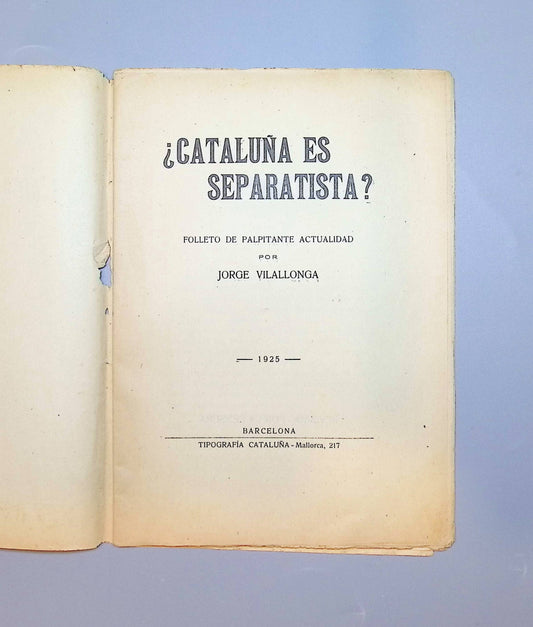 ¿CATALUÑA ES
SEPARATISTA?
FOLLETO DE PALPITANTE ACTUALIDAD
POR
JORGE VILALLONGA
— 1925 —
BARCELONA
TIPOGRAFÍA CATALUÑA - Mallorca, 217